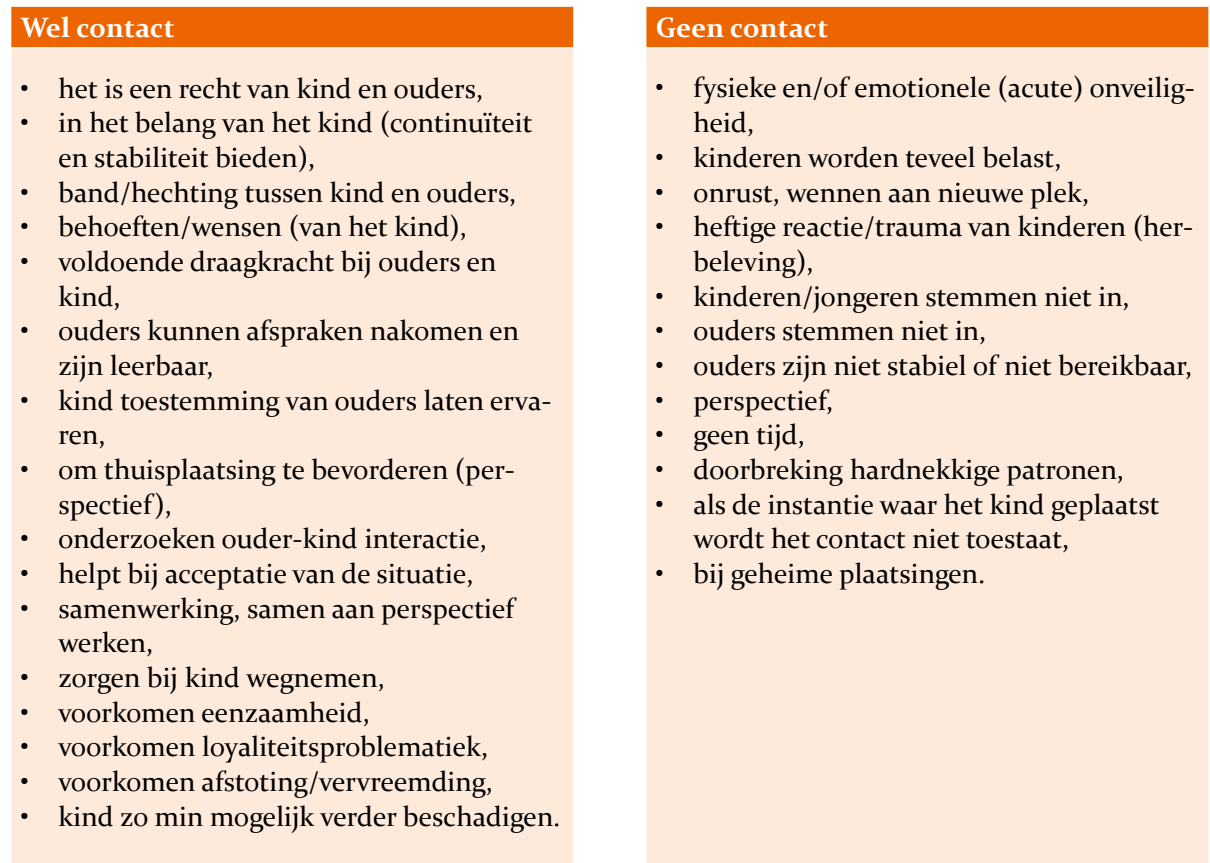 Wel contact
• het is een recht van kind en ouders,
• in het belang van het kind (continuïteit
en stabiliteit bieden),
• band/hechting tussen kind en ouders,
• behoeften/wensen (van het kind),
• voldoende draagkracht bij ouders en
kind,
• ouders kunnen afspraken nakomen en
zijn leerbaar,
• kind toestemming van ouders laten erva-
ren,
• om thuisplaatsing te bevorderen (per-
spectief),
• onderzoeken ouder-kind interactie,
• helpt bij acceptatie van de situatie,
• samenwerking, samen aan perspectief
werken,
• zorgen bij kind wegnemen,
• voorkomen eenzaamheid,
• voorkomen loyaliteitsproblematiek,
• voorkomen afstoting/vervreemding,
• kind zo min mogelijk verder beschadigen.
Geen contact
• fysieke en/of emotionele (acute) onveilig-
heid,
• kinderen worden teveel belast,
• onrust, wennen aan nieuwe plek,
• heftige reactie/trauma van kinderen (her-
beleving),
• kinderen/jongeren stemmen niet in,
• ouders stemmen niet in,
• ouders zijn niet stabiel of niet bereikbaar,
• perspectief,
• geen tijd,
• doorbreking hardnekkige patronen,
• als de instantie waar het kind geplaatst
wordt het contact niet toestaat,
• bij geheime plaatsingen.